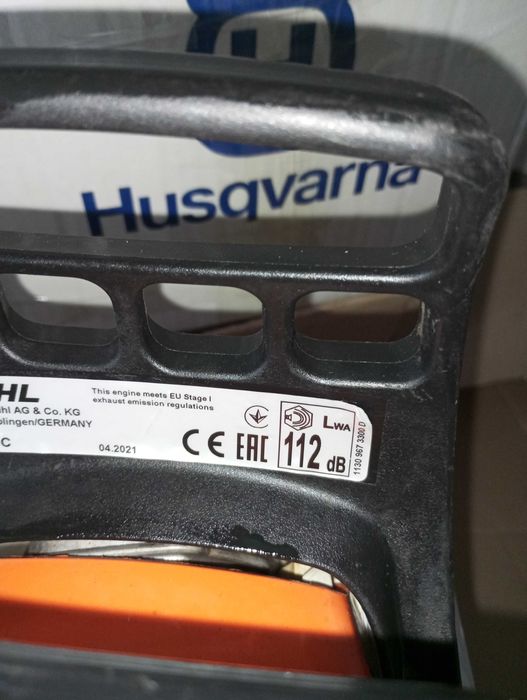 Husqvarna
HL
hl AG & Co. KG
blingen/GERMANY
C
04.2021
This engine meets EU Stage I
exhaust emission regulations
CE EAC
LWA
112 dB
1130 967 3300 D